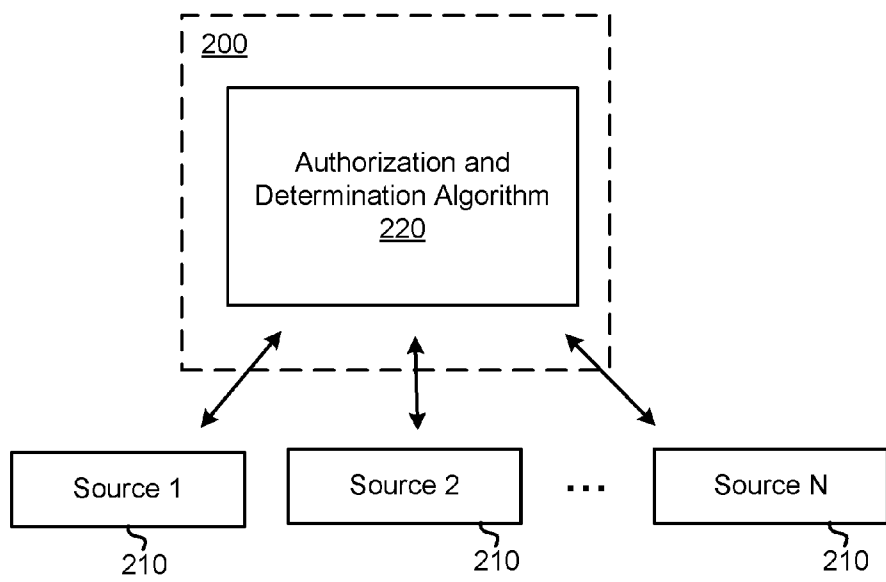 200
Authorization and
Determination Algorithm
220
Source 1
Source 2
...
Source N
210
210
210